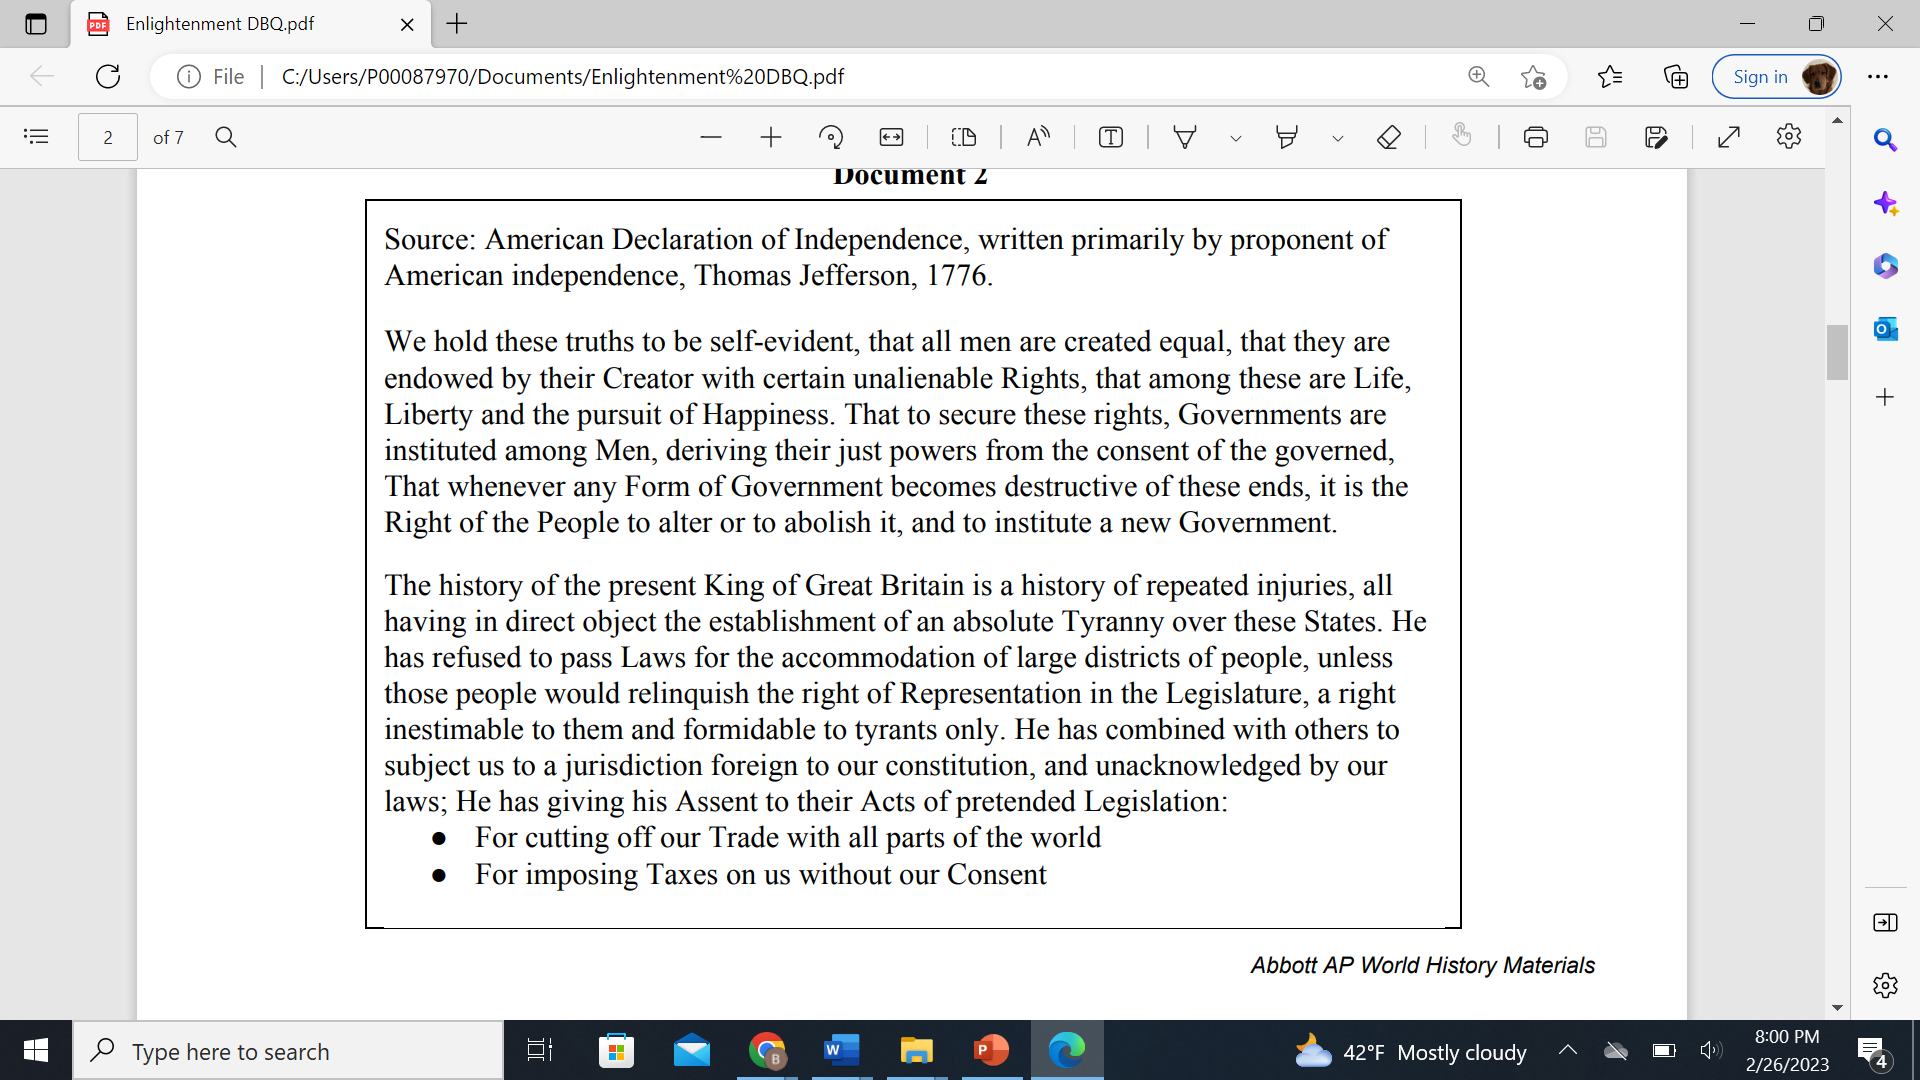 Enlightenment DBQ.pdf
File
C:/Users/P00087970/Documents/Enlightenment%20DBQ.pdf
Sign in
2 of 7
Document 2
Source: American Declaration of Independence, written primarily by proponent of
American independence, Thomas Jefferson, 1776.
We hold these truths to be self-evident, that all men are created equal, that they are
endowed by their Creator with certain unalienable Rights, that among these are Life,
Liberty and the pursuit of Happiness. That to secure these rights, Governments are
instituted among Men, deriving their just powers from the consent of the governed,
That whenever any Form of Government becomes destructive of these ends, it is the
Right of the People to alter or to abolish it, and to institute a new Government.
The history of the present King of Great Britain is a history of repeated injuries, all
having in direct object the establishment of an absolute Tyranny over these States. He
has refused to pass Laws for the accommodation of large districts of people, unless
those people would relinquish the right of Representation in the Legislature, a right
inestimable to them and formidable to tyrants only. He has combined with others to
subject us to a jurisdiction foreign to our constitution, and unacknowledged by our
laws; He has giving his Assent to their Acts of pretended Legislation:
● For cutting off our Trade with all parts of the world
● For imposing Taxes on us without our Consent
Abbott AP World History Materials
Type here to search
42°F Mostly cloudy
8:00 PM
2/26/2023
4